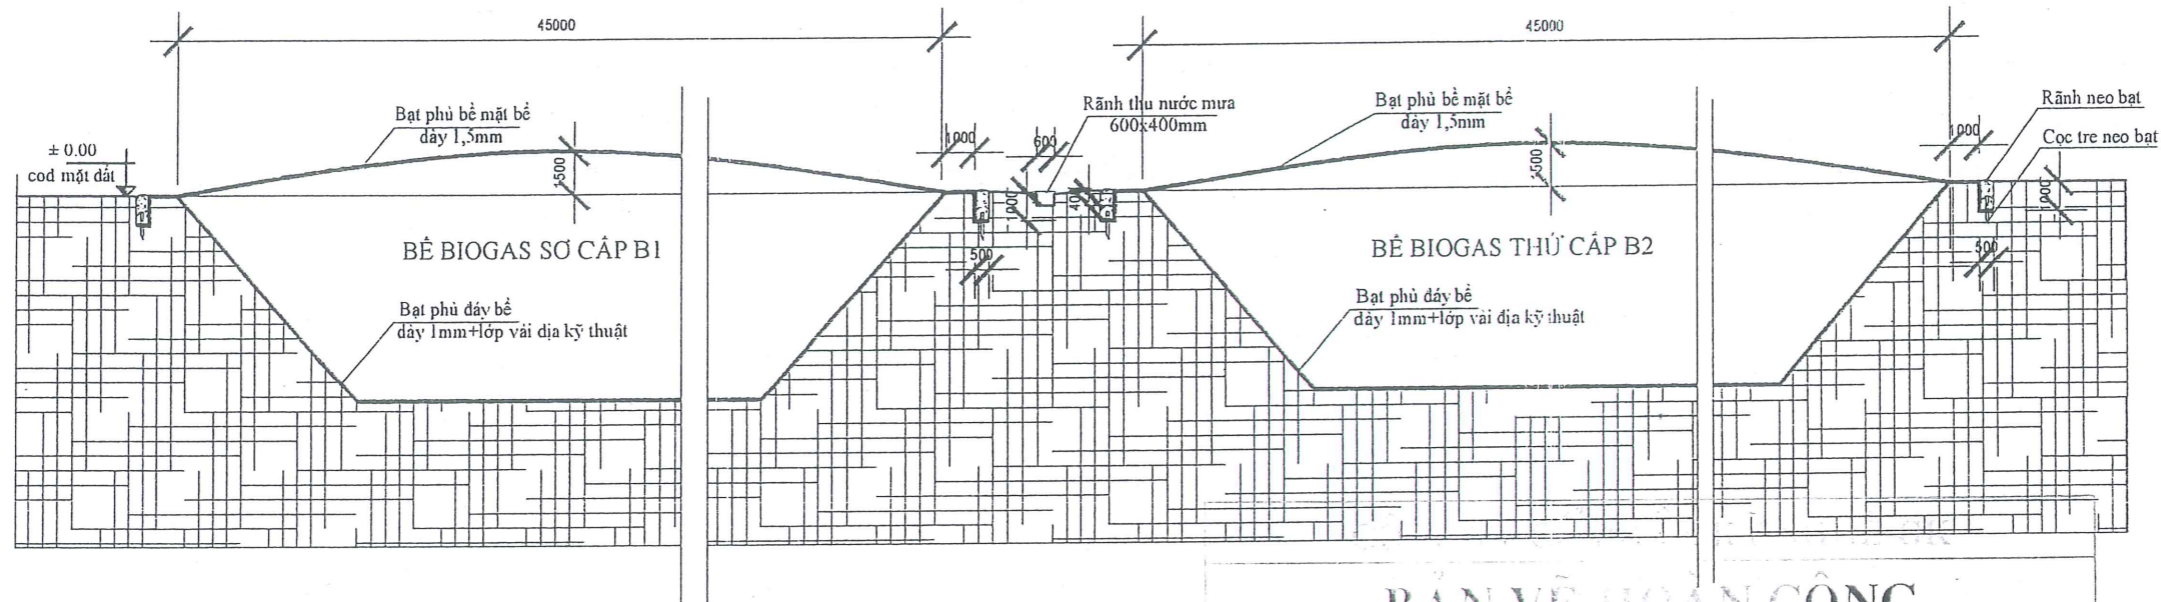 45000
45000
Bạt phủ bề mặt bể
dày 1,5mm
Rãnh thu nước mưa
600x400mm
Bạt phủ bề mặt bể
dày 1,5mm
Rãnh neo bạt
Cọc tre neo bạt
± 0.00
cod mặt đất
1000
600
1000
1500
1500
1000
400
1000
BỂ BIOGAS SƠ CẤP B1
BỂ BIOGAS THỨ CẤP B2
500
500
Bạt phủ đáy bể
dày 1mm+lớp vải địa kỹ thuật
Bạt phủ đáy bể
dày 1mm+lớp vải địa kỹ thuật
BẢN VẼ HOÀN CÔNG